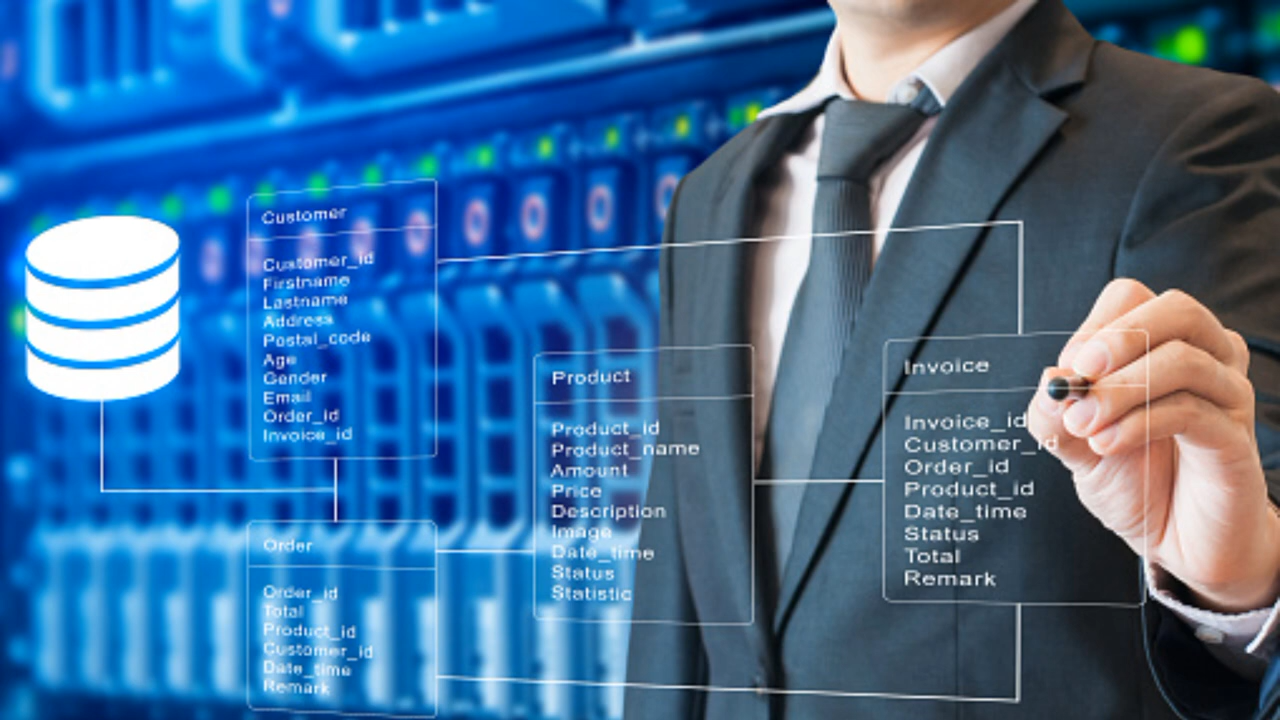 Customer
Customer_id
Firstname
Lastname
Address
Postal_code
Age
Gender
Email
Order_id
Invoice_id
Order
Order_id
Total
Product_id
Customer_id
Date_time
Remark
Product
Product_id
Product_name
Amount
Price
Description
Image
Date_time
Status
Statistic
Invoice
Invoice_id
Customer_id
Order_id
Product_id
Date_time
Status
Total
Remark